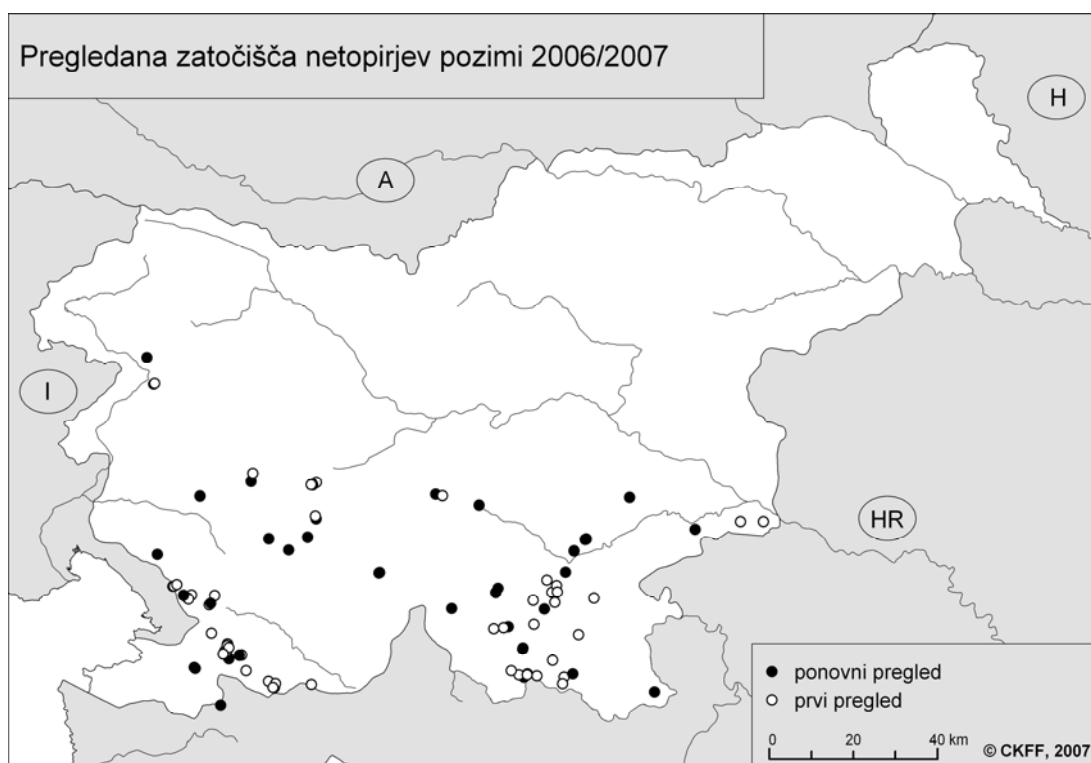 Pregledana zatočišča netopirjev pozimi 2006/2007
H
A
I
HR
ponovni pregled
prvi pregled
0 20 40 km
© CKFF, 2007